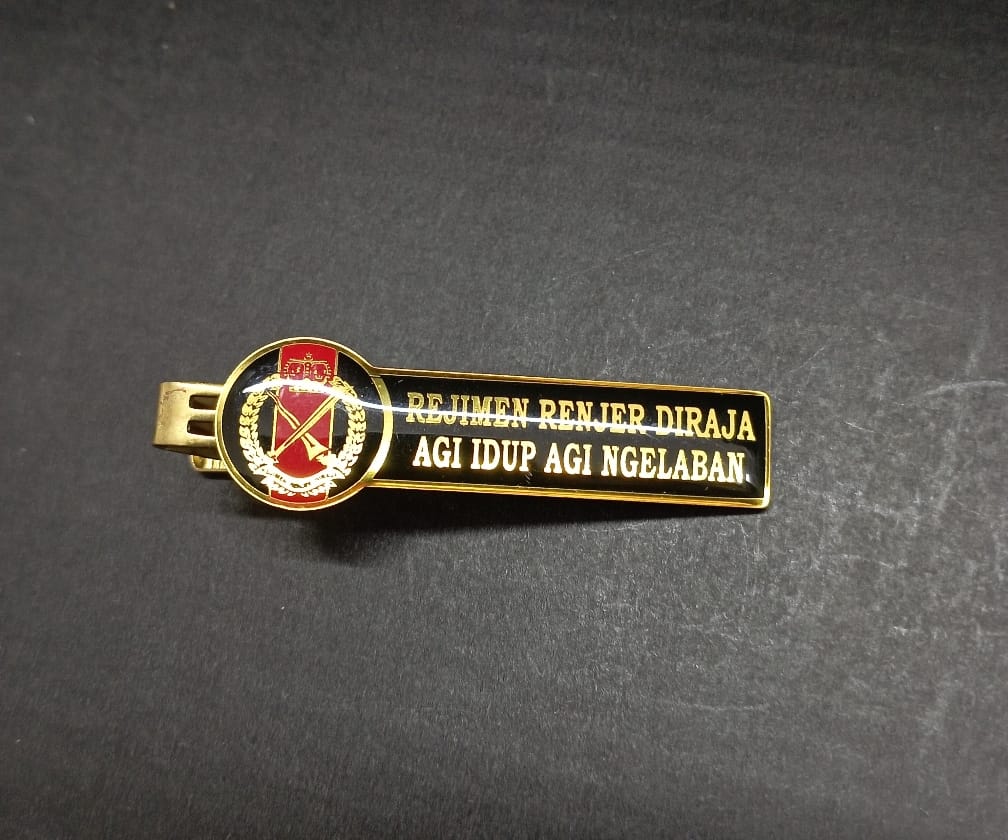 REJIMEN RENJER DIRAJA
AGI IDUP AGI NGELABAN